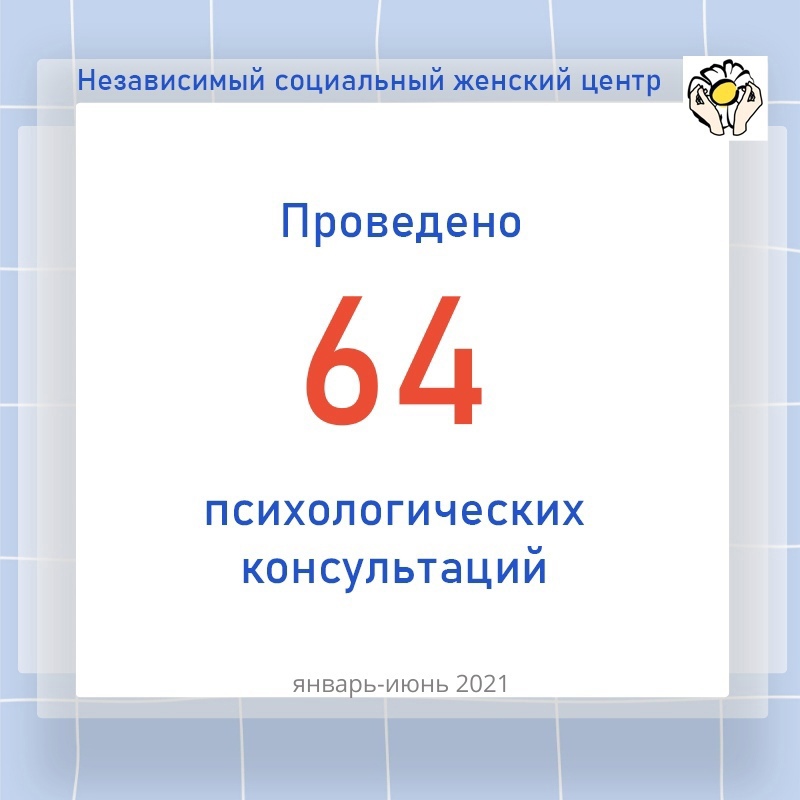 Независимый социальный женский центр
Проведено
64
психологических
консультаций
январь-июнь 2021